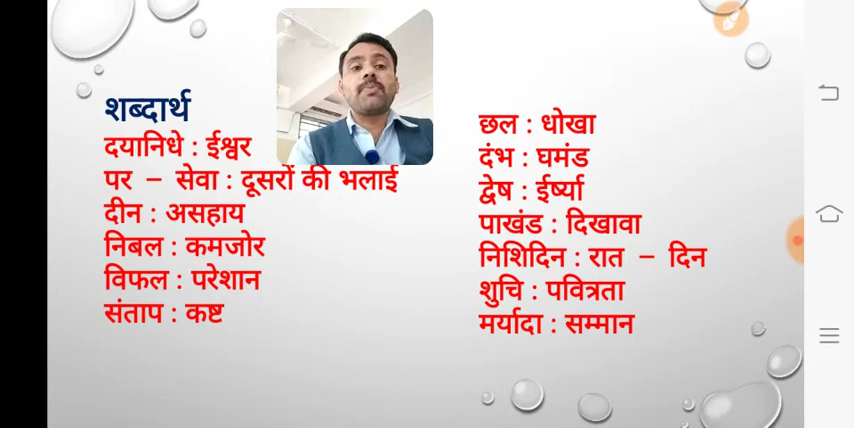 शब्दार्थ
दयानिधे : ईश्वर
पर – सेवा : दूसरों की भलाई
दीन : असहाय
निबल : कमजोर
विफल : परेशान
संताप : कष्ट
छल : धोखा
दंभ : घमंड
द्वेष : ईर्ष्या
पाखंड : दिखावा
निशिदिन : रात – दिन
शुचि : पवित्रता
मर्यादा : सम्मान